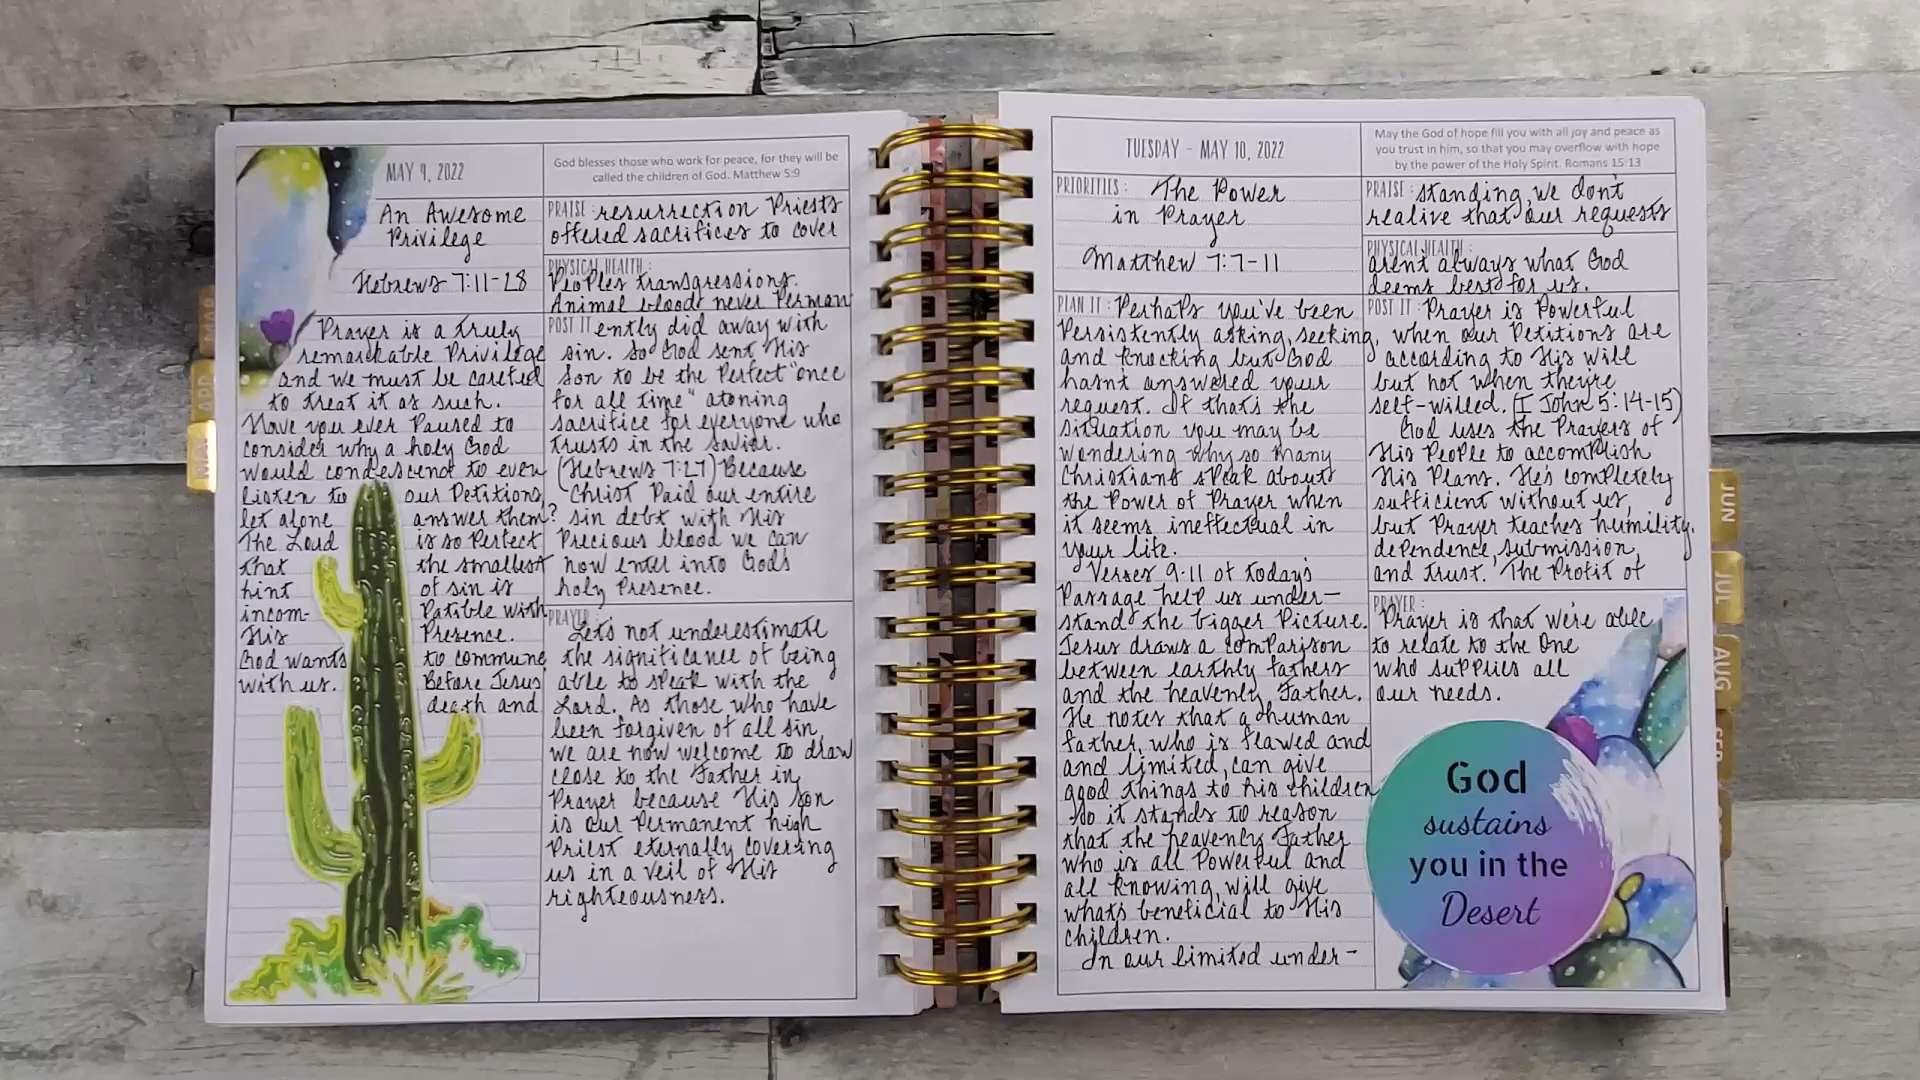 MAY 9, 2022
An Awesome
Privilege
Hebrews 7:11-28
Prayer is a truly
remarkable Privilege
and we must be careful
to treat it as such.
Have you ever Paused to
consider why a holy God
would condescend to even
listen to our Petitions,
let alone answer them?
The Lord is so Perfect
that the smallest
hint of sin is
incom- Patible with
His Presence.
God wants to commune
with us. Before Jesus'
death and
God blesses those who work for peace, for they will be
called the children of God. Matthew 5:9
PRAISE: resurrection Priests
offered sacrifices to cover
PHYSICAL HEALTH:
Peoples transgressions.
Animal blood never Perman
POST IT ently did away with
sin. So God sent His
Son to be the Perfect "once
for all time" atoning
sacrifice for everyone who
trusts in the Savior.
(Hebrews 7:27) Because
Christ Paid our entire
sin debt with His
Precious blood we can
now enter into God's
holy Presence.
PRAYER:
Let's not underestimate
the significance of being
able to speak with the
Lord. As those who have
been forgiven of all sin,
we are now welcome to draw
close to the Father in
Prayer because His Son
is our Permanent high
Priest eternally covering
us in a veil of His
righteousness.
TUESDAY - MAY 10, 2022
PRIORITIES: The Power
in Prayer
Matthew 7:7-11
PLAN IT: Perhaps you've been
Persistently asking, seeking,
and knocking but God
hasn't answered your
request. If that's the
situation you may be
wondering why so many
Christians speak about
the Power of Prayer when
it seems ineffectual in
your life.
Verses 9-11 of today's
Passage help us under-
stand the bigger Picture.
Jesus draws a comparison
between earthly fathers
and the heavenly Father.
He notes that a human
father, who is flawed and
and limited, can give
good things to his children
So it stands to reason
that the heavenly Father
who is all Powerful and
all knowing, will give
what's beneficial to His
children.
In our limited under-
May the God of hope fill you with all joy and peace as
you trust in him, so that you may overflow with hope
by the power of the Holy Spirit. Romans 15:13
PRAISE: standing, we don't
realive that our requests
PHYSICAL HEALTH:
aren't always what God
deems best for us.
POST IT: Prayer is Powerful
when our Petitions are
according to His will
but not when they're
self-willed. (I John 5:14-15)
God uses the Prayers of
His People to accomplish
His Plans. He's completely
sufficient without us,
but Prayer teaches humility,
dependence, submission,
and trust. The Profit of
PRAYER:
Prayer is that we're able
to relate to the One
who supplies all
our needs.
God
sustains
you in the
Desert
MAR
APR
MAY
JUN
JUL
AUG
SEP